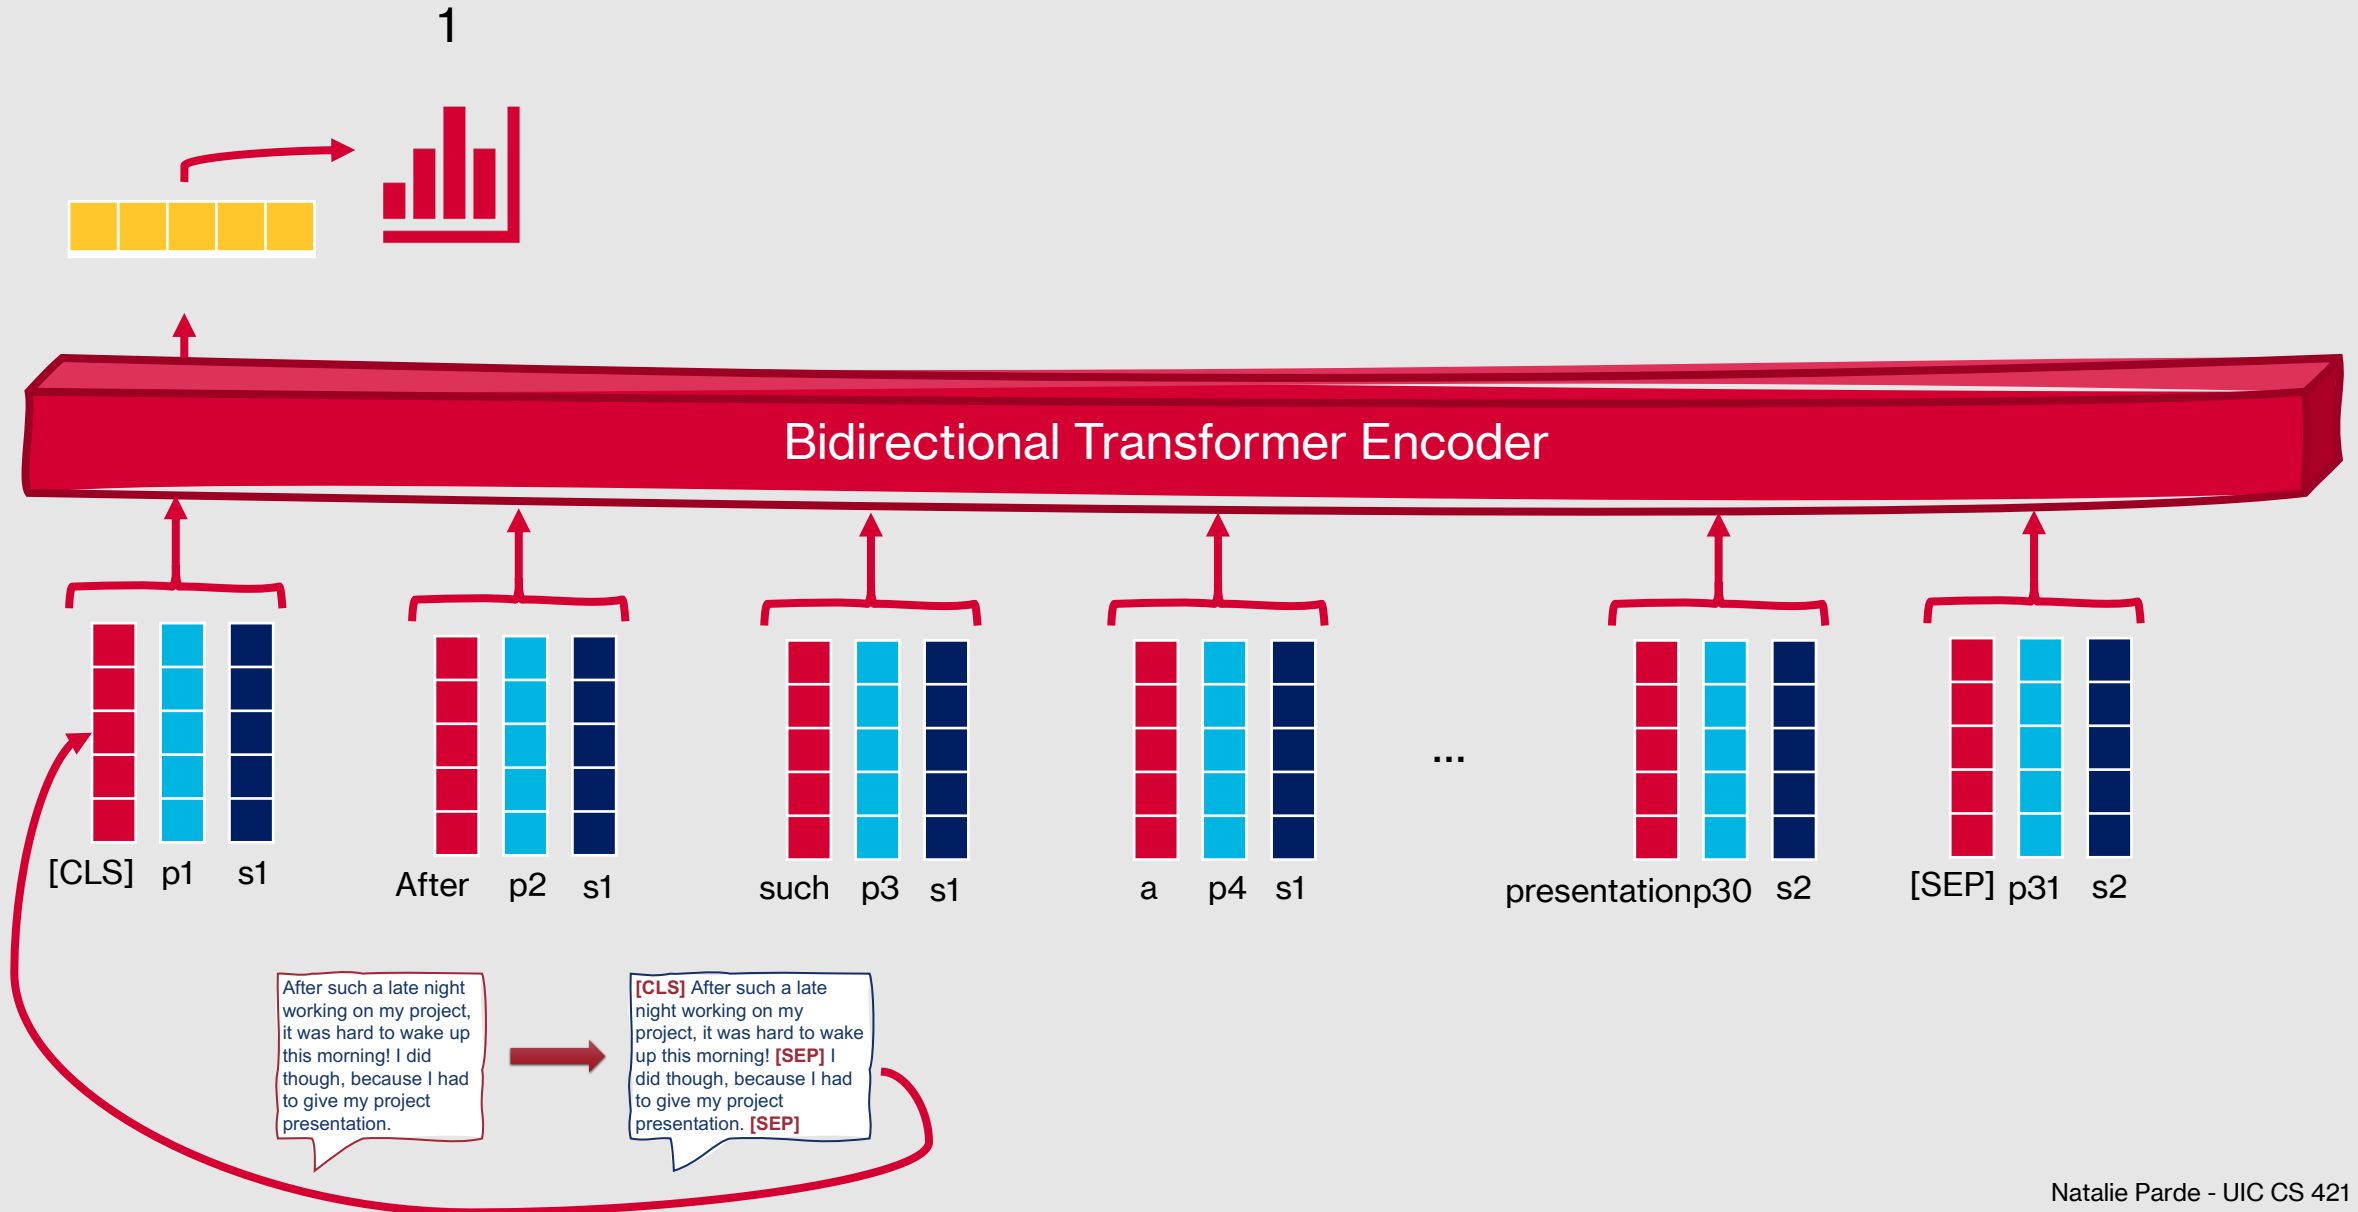 1
Bidirectional Transformer Encoder
[CLS] p1 s1 After p2 s1 such p3 s1 a p4 s1 ... presentationp30 s2 [SEP] p31 s2
After such a late night
working on my project,
it was hard to wake up
this morning! I did
though, because I had
to give my project
presentation.
[CLS] After such a late
night working on my
project, it was hard to wake
up this morning! [SEP] I
did though, because I had
to give my project
presentation. [SEP]
Natalie Parde - UIC CS 421